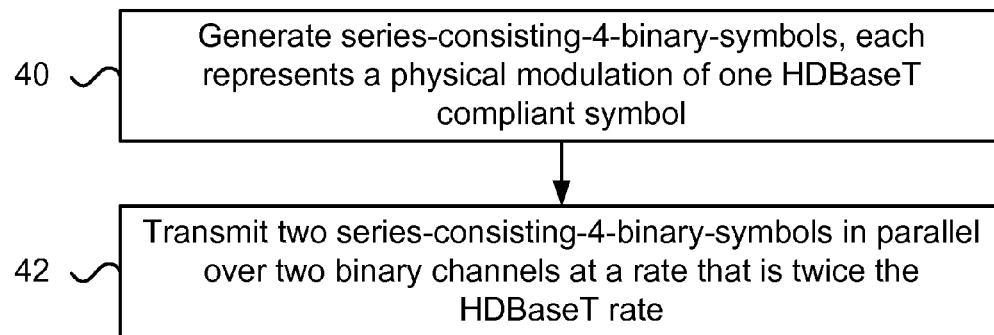 40
Generate series-consisting-4-binary-symbols, each
represents a physical modulation of one HDBaseT
compliant symbol
42
Transmit two series-consisting-4-binary-symbols in parallel
over two binary channels at a rate that is twice the
HDBaseT rate